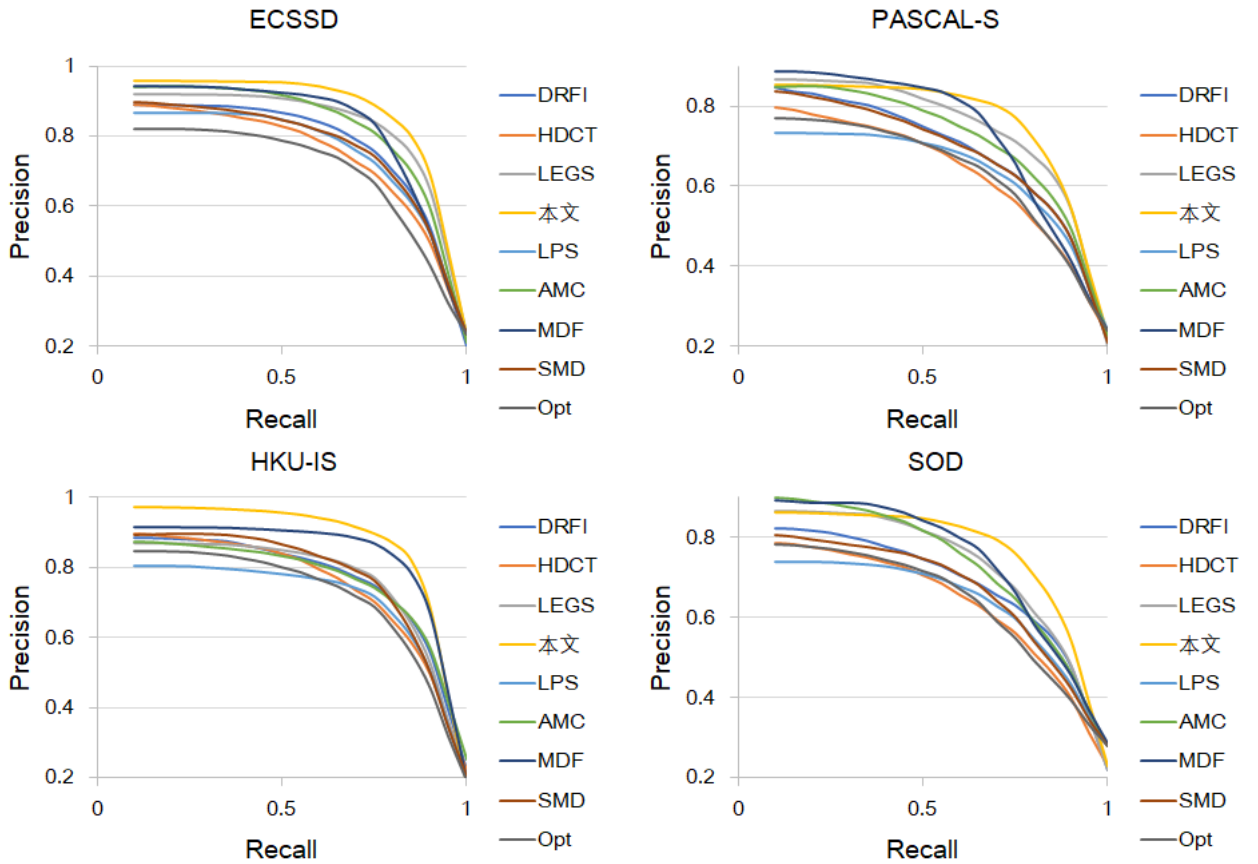 ECSSD
1
0.8
0.6
0.4
0.2
0
0.5
1
Precision
Recall
DRFI
HDCT
LEGS
本文
LPS
AMC
MDF
SMD
Opt
PASCAL-S
0.8
0.6
0.4
0.2
0
0.5
1
Precision
Recall
DRFI
HDCT
LEGS
本文
LPS
AMC
MDF
SMD
Opt
HKU-IS
1
0.8
0.6
0.4
0.2
0
0.5
1
Precision
Recall
DRFI
HDCT
LEGS
本文
LPS
AMC
MDF
SMD
Opt
SOD
0.8
0.6
0.4
0.2
0
0.5
1
Precision
Recall
DRFI
HDCT
LEGS
本文
LPS
AMC
MDF
SMD
Opt